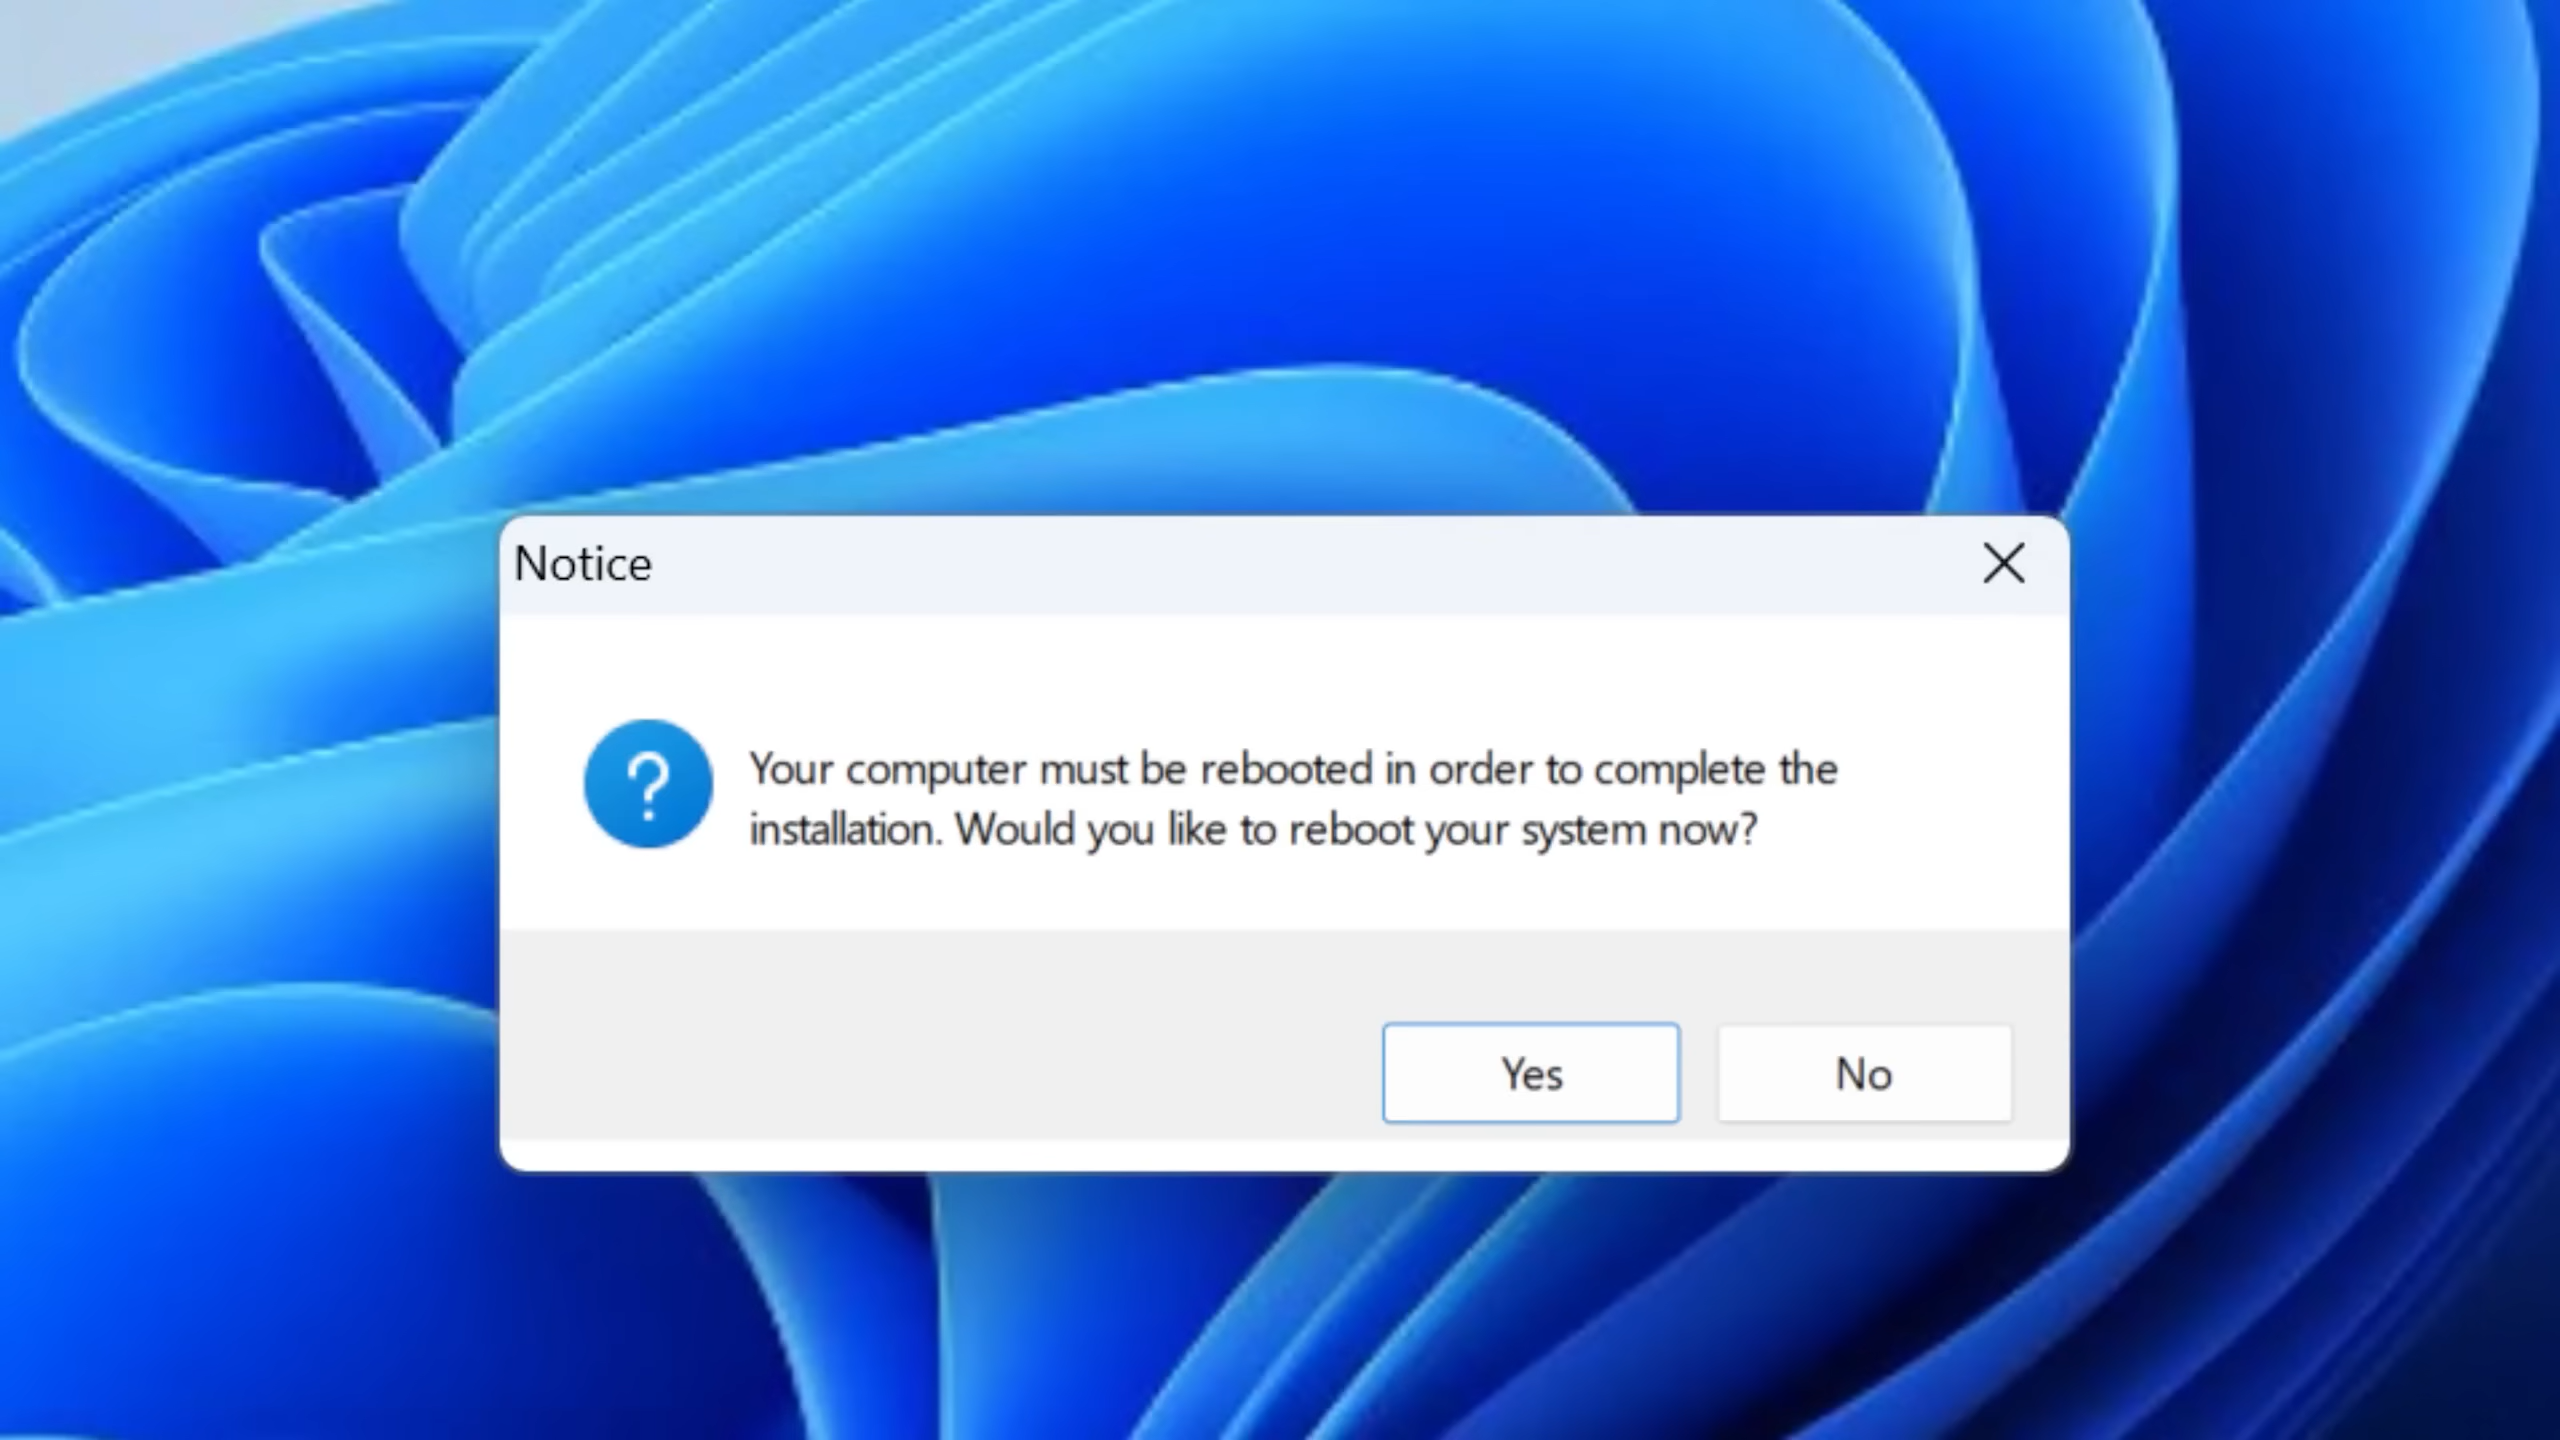 Notice
Your computer must be rebooted in order to complete the
installation. Would you like to reboot your system now?
Yes
No